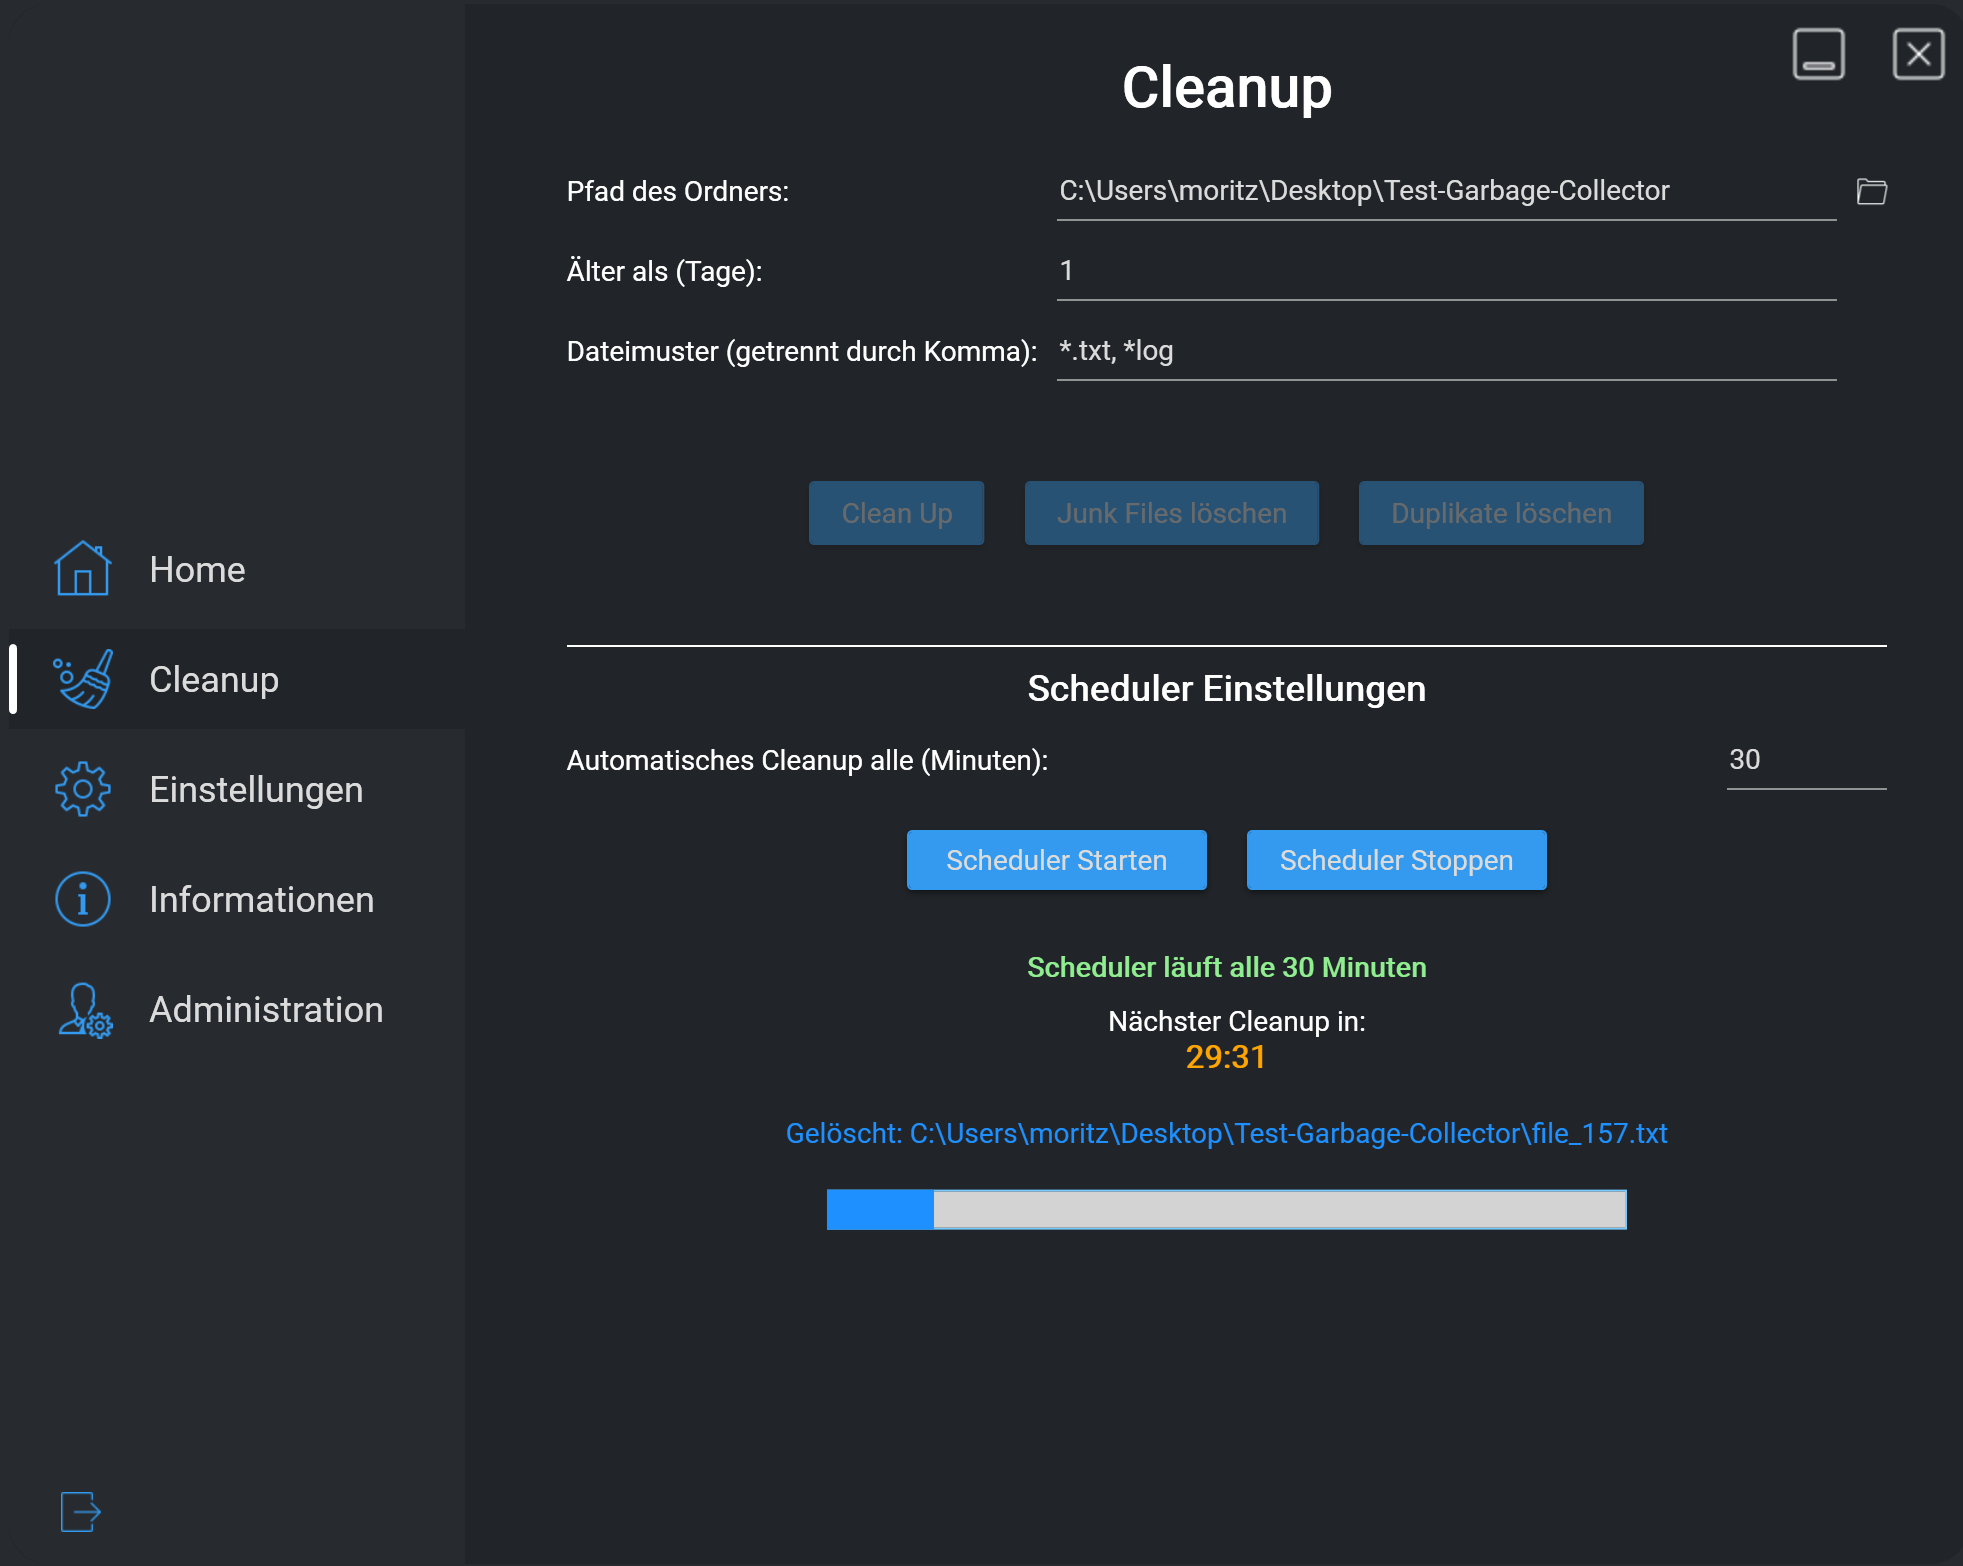 Cleanup
Pfad des Ordners: C:\Users\moritz\Desktop\Test-Garbage-Collector
Älter als (Tage): 1
Dateimuster (getrennt durch Komma): *.txt, *log
Clean Up Junk Files löschen Duplikate löschen
Home
Cleanup
Einstellungen
Informationen
Administration
Scheduler Einstellungen
Automatisches Cleanup alle (Minuten): 30
Scheduler Starten Scheduler Stoppen
Scheduler läuft alle 30 Minuten
Nächster Cleanup in:
29:31
Gelöscht: C:\Users\moritz\Desktop\Test-Garbage-Collector\file_157.txt